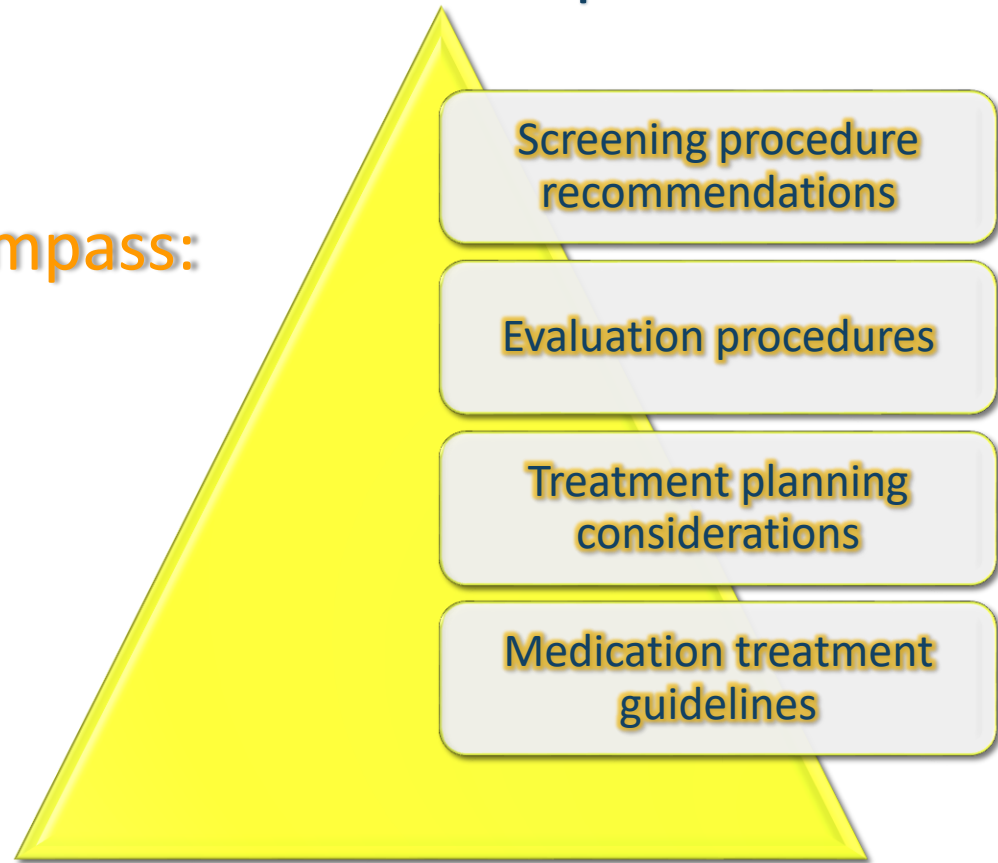 mpass:
Screening procedure
recommendations
Evaluation procedures
Treatment planning
considerations
Medication treatment
guidelines